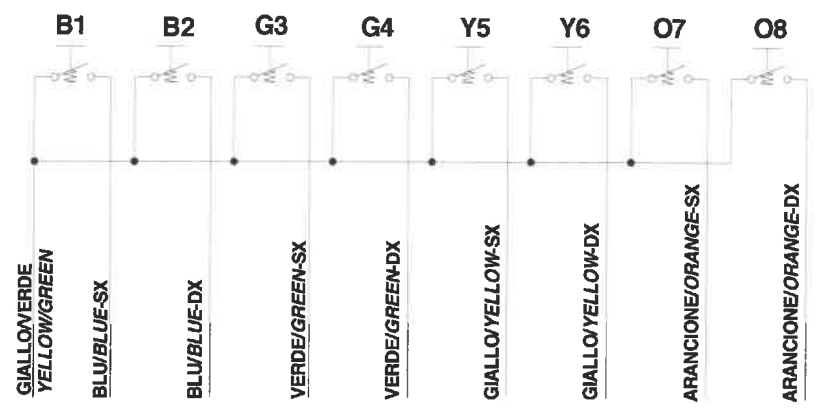 B1
B2
G3
G4
Y5
Y6
O7
O8
GIALLO/VERDE
YELLOW/GREEN
BLU/BLUE-SX
BLU/BLUE-DX
VERDE/GREEN-SX
VERDE/GREEN-DX
GIALLO/YELLOW-SX
GIALLO/YELLOW-DX
ARANCIONE/ORANGE-SX
ARANCIONE/ORANGE-DX